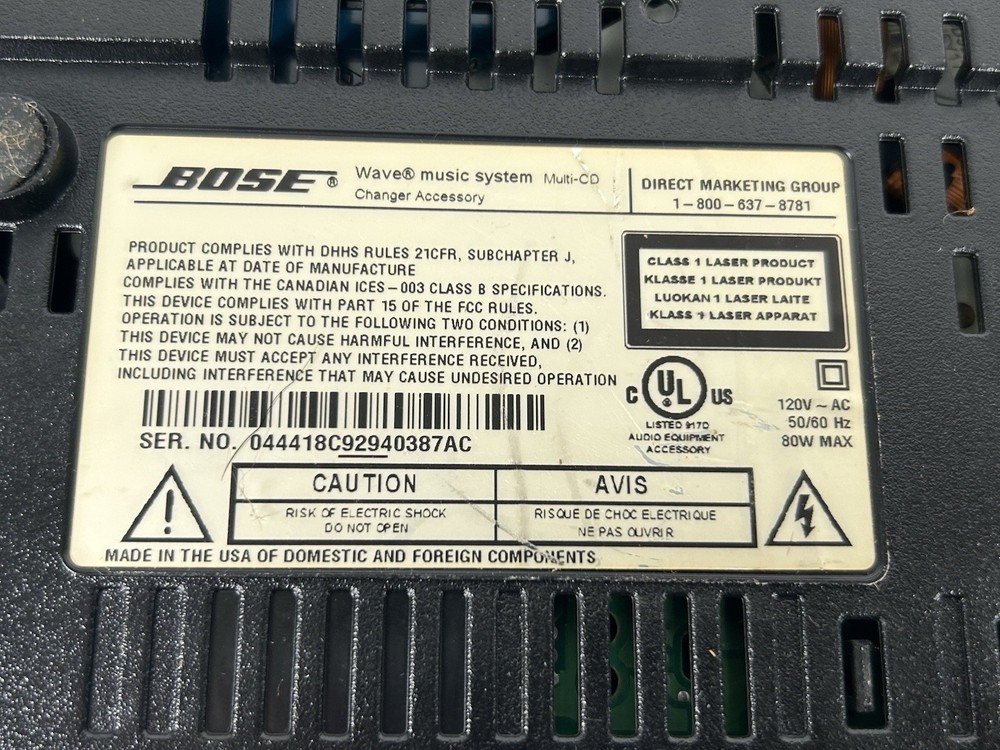 BOSE® Wave® music system Multi-CD
Changer Accessory
DIRECT MARKETING GROUP
1-800-637-8781
PRODUCT COMPLIES WITH DHHS RULES 21CFR, SUBCHAPTER J,
APPLICABLE AT DATE OF MANUFACTURE
COMPLIES WITH THE CANADIAN ICES-003 CLASS B SPECIFICATIONS.
THIS DEVICE COMPLIES WITH PART 15 OF THE FCC RULES.
OPERATION IS SUBJECT TO THE FOLLOWING TWO CONDITIONS: (1)
THIS DEVICE MAY NOT CAUSE HARMFUL INTERFERENCE, AND (2)
THIS DEVICE MUST ACCEPT ANY INTERFERENCE RECEIVED,
INCLUDING INTERFERENCE THAT MAY CAUSE UNDESIRED OPERATION
CLASS 1 LASER PRODUCT
KLASSE 1 LASER PRODUKT
LUOKAN 1 LASER LAITE
KLASS 1 LASER APPARAT
C UL® US
LISTED 917D
AUDIO EQUIPMENT
ACCESSORY
120V ~ AC
50/60 Hz
80W MAX
SER. NO. 044418C92940387AC
CAUTION
RISK OF ELECTRIC SHOCK
DO NOT OPEN
AVIS
RISQUE DE CHOC ELECTRIQUE
NE PAS OUVRIR
MADE IN THE USA OF DOMESTIC AND FOREIGN COMPONENTS